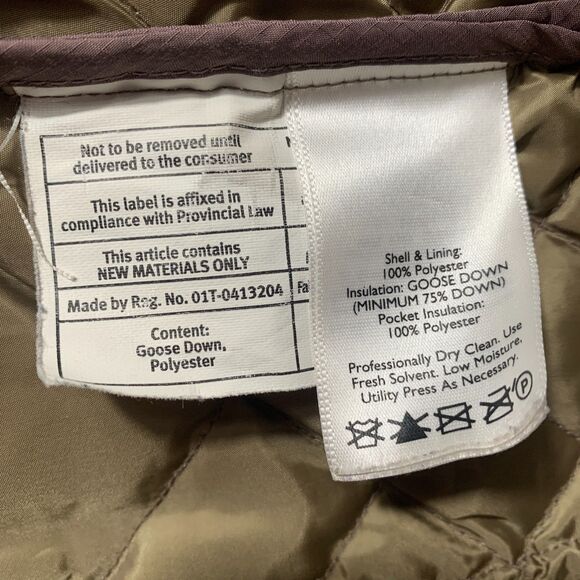 Not to be removed until
delivered to the consumer
This label is affixed in
compliance with Provincial Law
This article contains
NEW MATERIALS ONLY
Made by Reg. No. 01T-0413204
Content:
Goose Down,
Polyester
Shell & Lining:
100% Polyester
Insulation: GOOSE DOWN
(MINIMUM 75% DOWN)
Pocket Insulation:
100% Polyester
Professionally Dry Clean. Use
Fresh Solvent. Low Moisture.
Utility Press As Necessary.
P